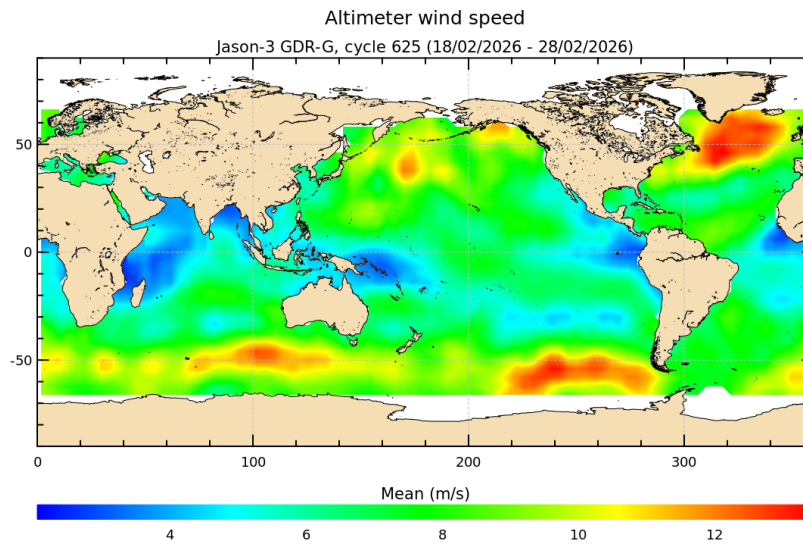 Altimeter wind speed
Jason-3 GDR-G, cycle 625 (18/02/2026 - 28/02/2026)
50
0
-50
0 100 200 300
Mean (m/s)
4 6 8 10 12